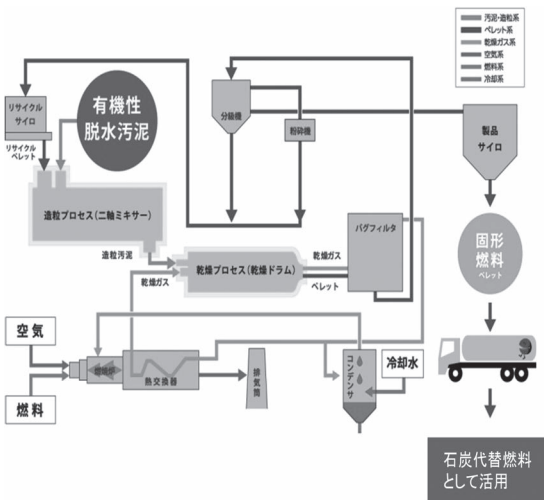 汚泥・造粒系
ペレット系
乾燥ガス系
空気系
燃料系
冷却系
リサイクル
サイロ
有機性
脱水汚泥
分級機
粉砕機
製品
サイロ
リサイクル
ペレット
造粒プロセス(二軸ミキサー)
造粒汚泥
バグフィルタ
乾燥ガス
乾燥プロセス(乾燥ドラム)
乾燥ガス
ペレット
固形
燃料
ペレット
空気
燃料
熱交換器
排気筒
コンデンサ
冷却水
石炭代替燃料
として活用